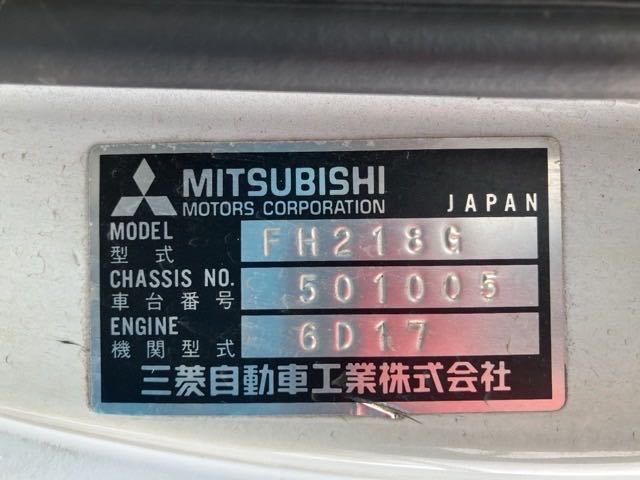 MITSUBISHI
MOTORS CORPORATION JAPAN
MODEL
型式 FH218G
CHASSIS NO.
車台番号 501005
ENGINE
機関型式 6D17
三菱自動車工業株式会社